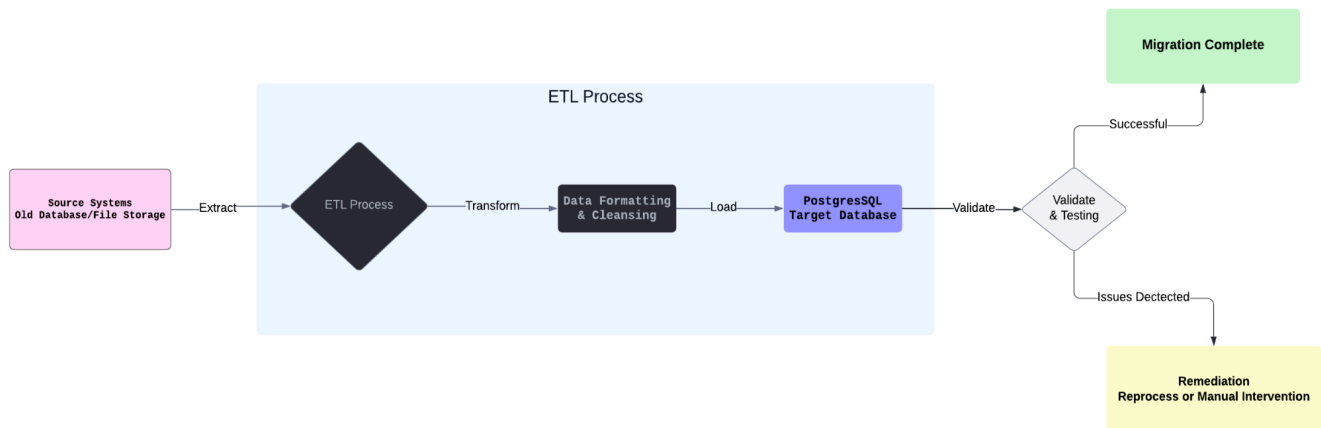 Migration Complete
ETL Process
Successful
Source Systems
Old Database/File Storage
Extract
ETL Process
Transform
Data Formatting
& Cleansing
Load
PostgresSQL
Target Database
Validate
Validate
& Testing
Issues Dectected
Remediation
Reprocess or Manual Intervention